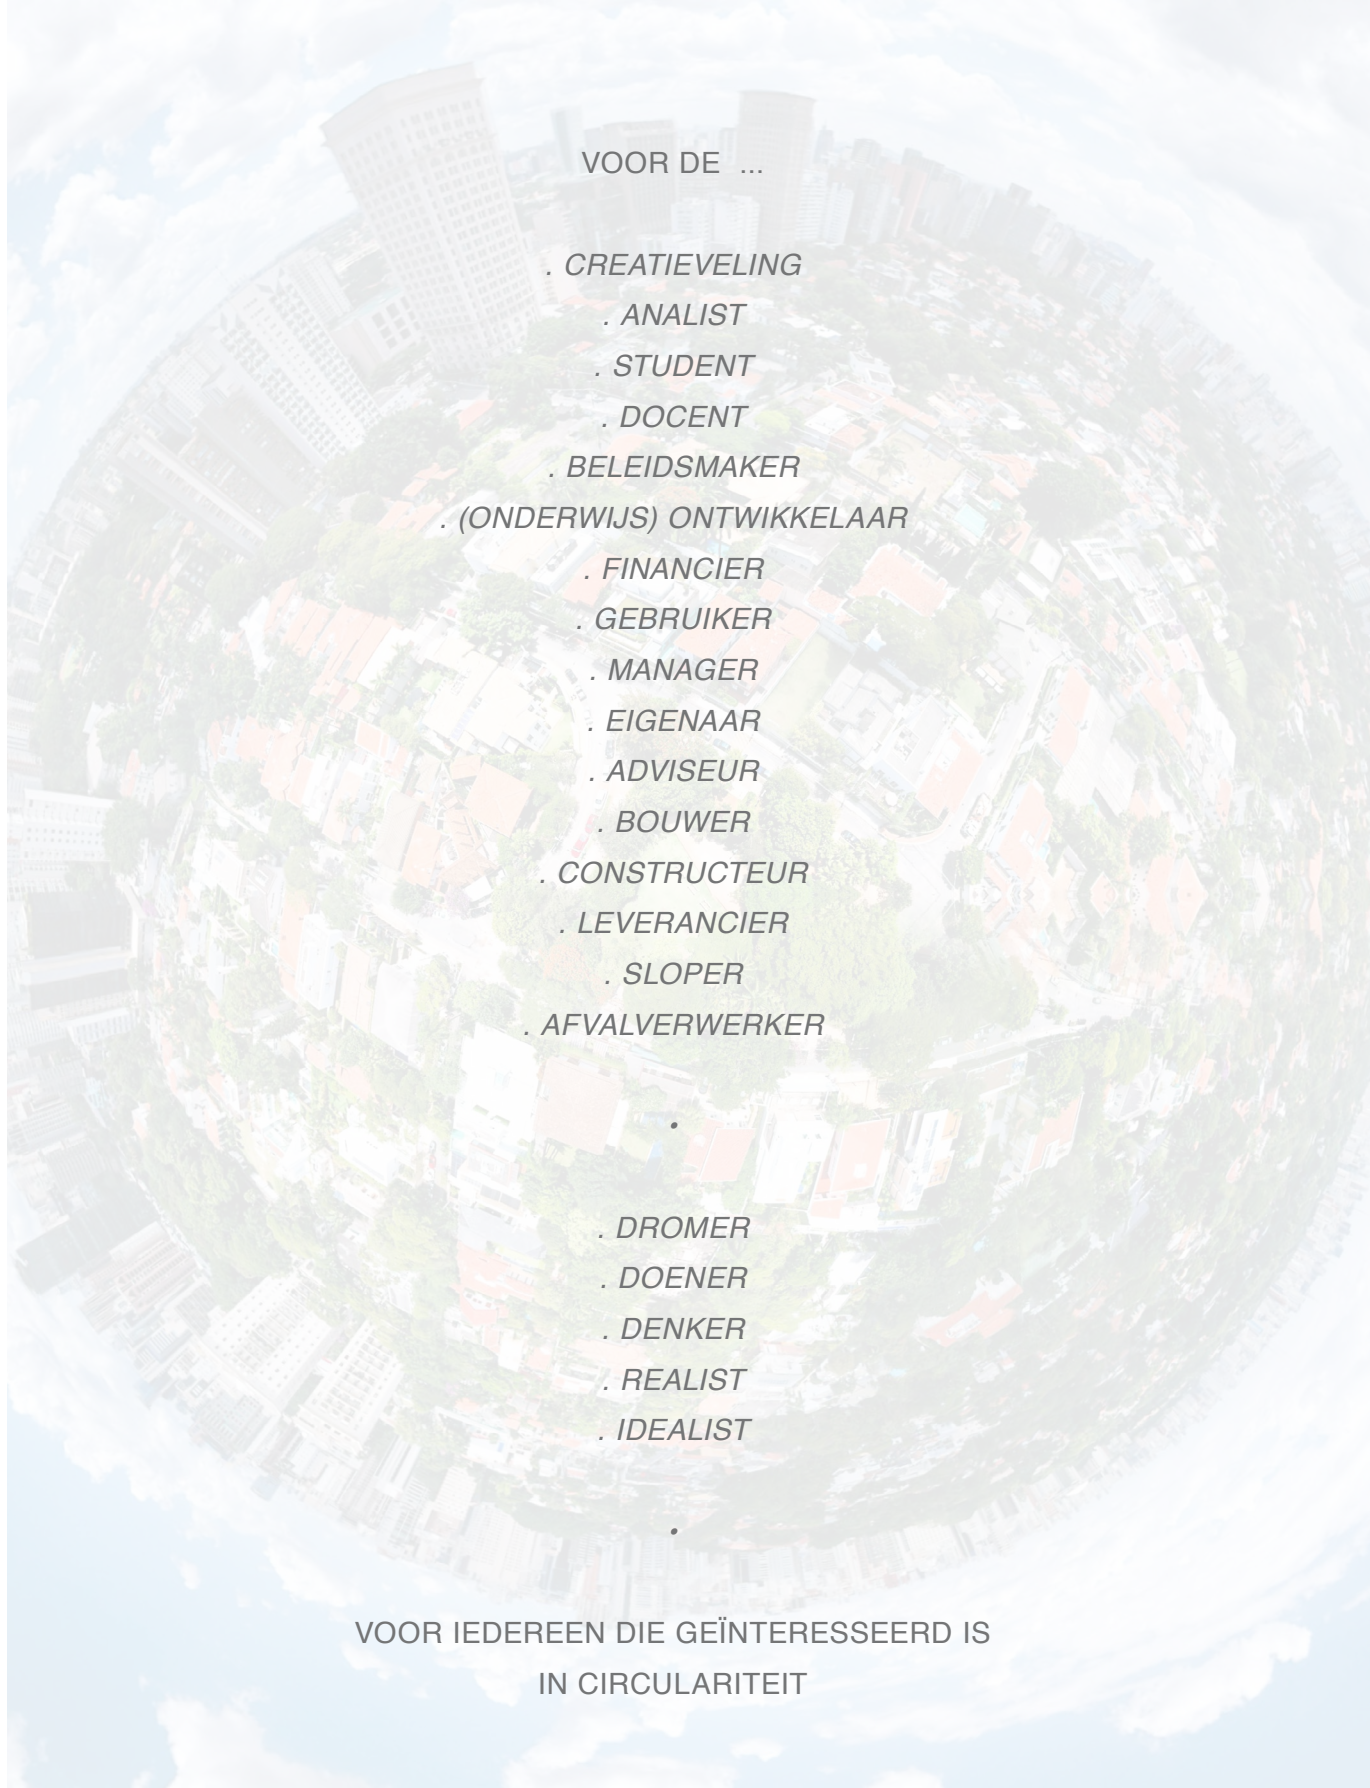 VOOR DE ...
. CREATIEVELING
. ANALIST
. STUDENT
. DOCENT
. BELEIDSMAKER
. (ONDERWIJS) ONTWIKKELAAR
. FINANCIER
. GEBRUIKER
. MANAGER
. EIGENAAR
. ADVISEUR
. BOUWER
. CONSTRUCTEUR
. LEVERANCIER
. SLOPER
. AFVALVERWERKER
•
. DROMER
. DOENER
. DENKER
. REALIST
. IDEALIST
•
VOOR IEDEREEN DIE GEÏNTERESSEERD IS
IN CIRCULARITEIT